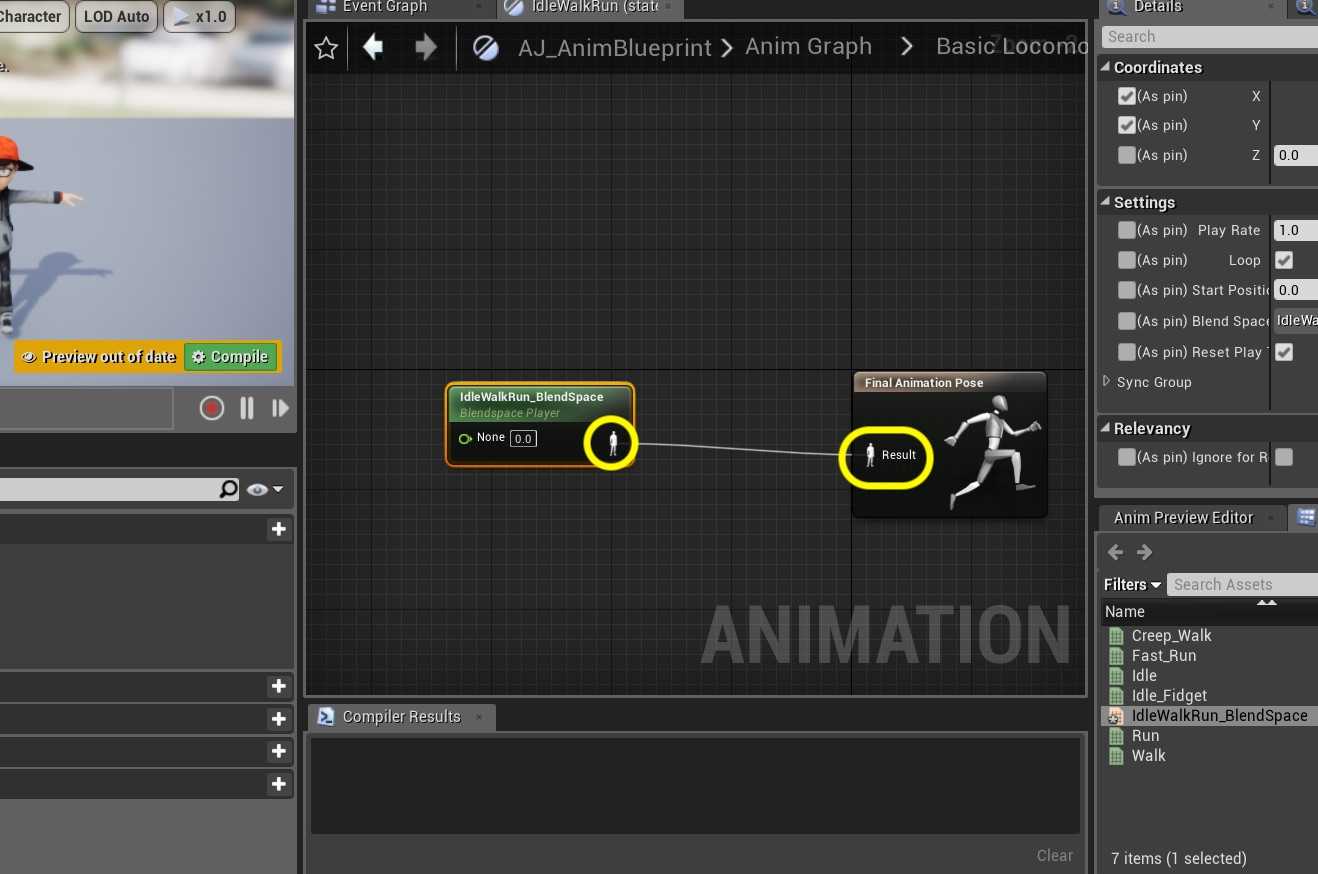 Character
LOD Auto
x1.0
e.
Preview out of date
Compile
Event Graph
IdleWalkRun (state
AJ_AnimBlueprint
Anim Graph
Basic Locomo
IdleWalkRun_BlendSpace
Blendspace Player
None 0.0
Final Animation Pose
Result
ANIMATION
Compiler Results
Clear
Details
Search
Coordinates
(As pin) X
(As pin) Y
(As pin) Z 0.0
Settings
(As pin) Play Rate 1.0
(As pin) Loop
(As pin) Start Positi 0.0
(As pin) Blend Space IdleWa
(As pin) Reset Play
Sync Group
Relevancy
(As pin) Ignore for R
Anim Preview Editor
Filters
Search Assets
Name
Creep_Walk
Fast_Run
Idle
Idle_Fidget
IdleWalkRun_BlendSpace
Run
Walk
7 items (1 selected)